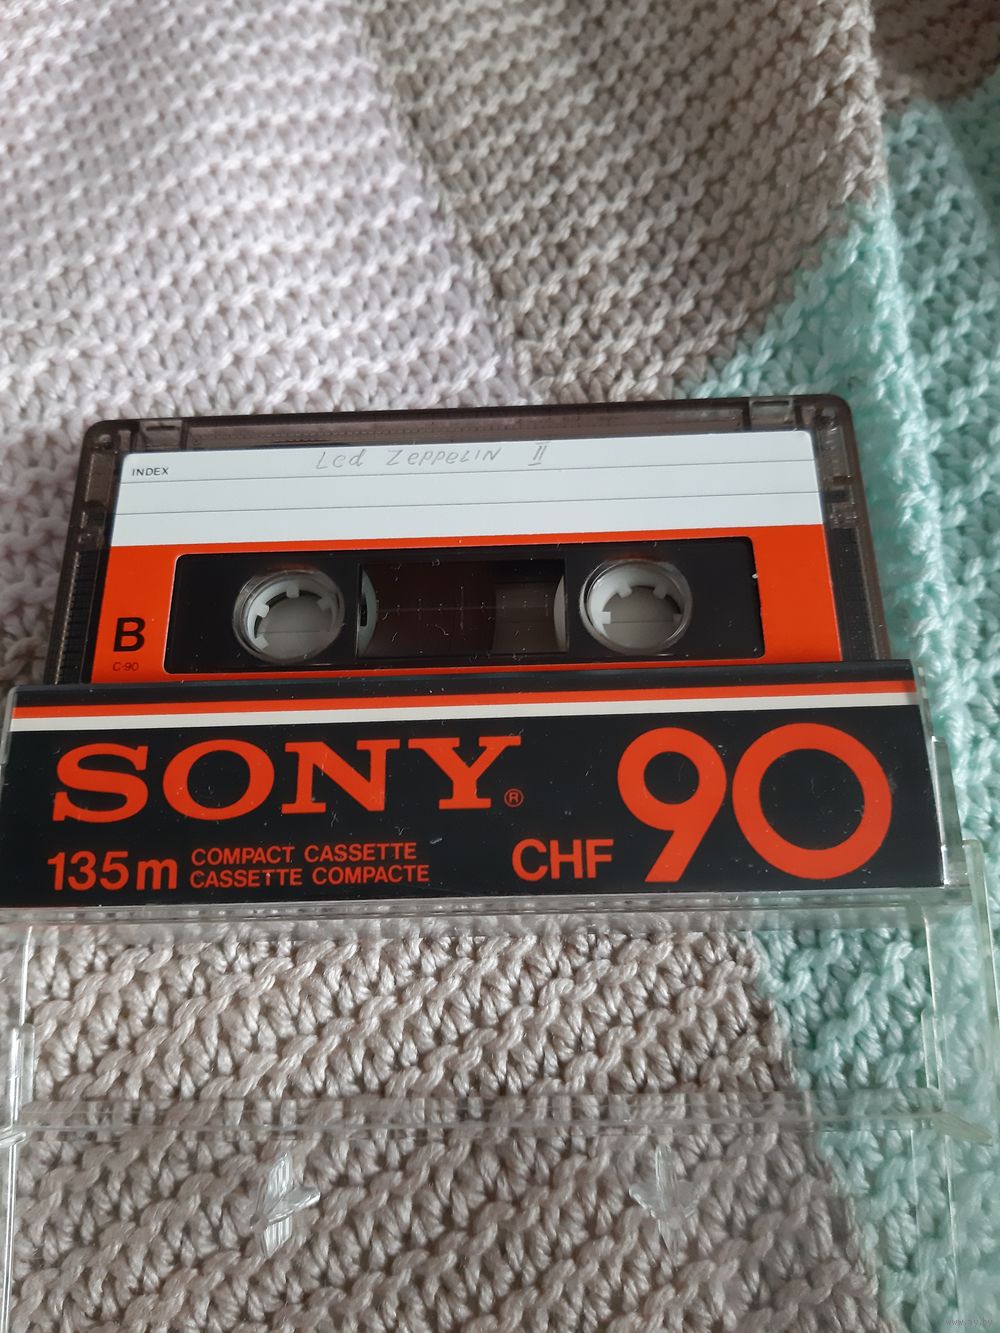 Led Zeppelin II
INDEX
B
C-90
SONY®
90
135m COMPACT CASSETTE
CASSETTE COMPACTE
CHF